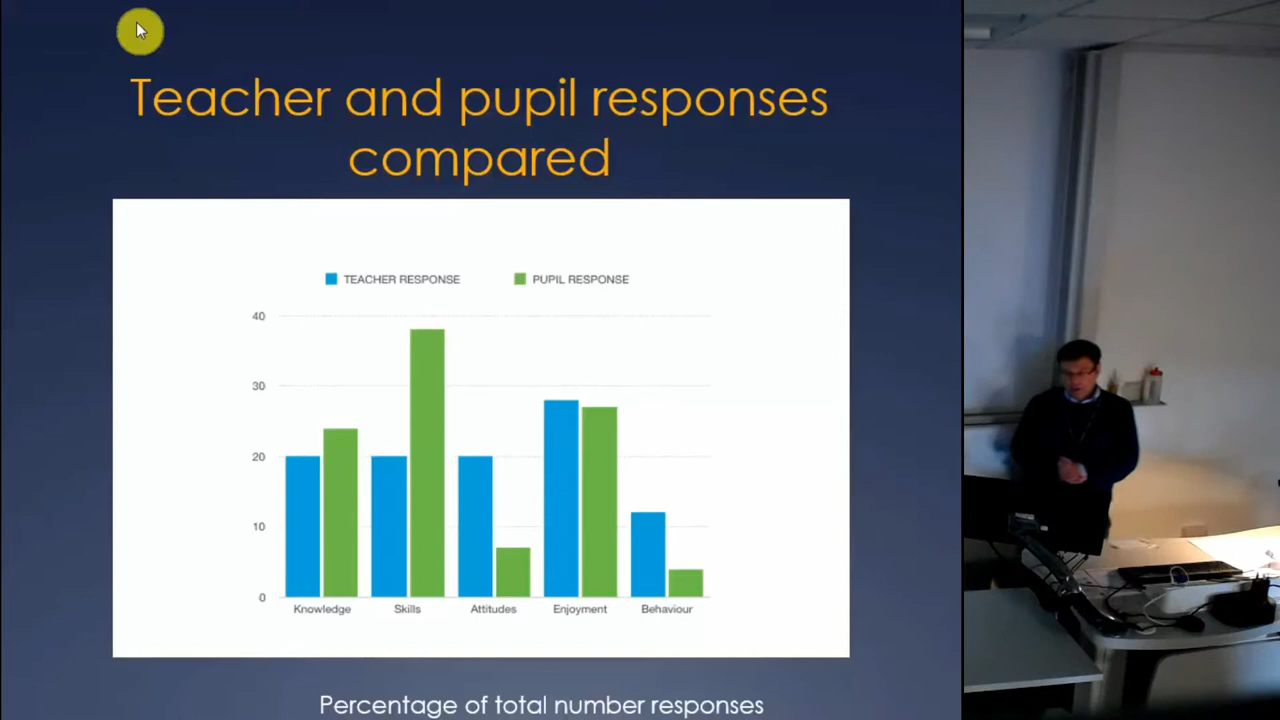 Teacher and pupil responses
compared
TEACHER RESPONSE PUPIL RESPONSE
40
30
20
10
0
Knowledge Skills Attitudes Enjoyment Behaviour
Percentage of total number responses